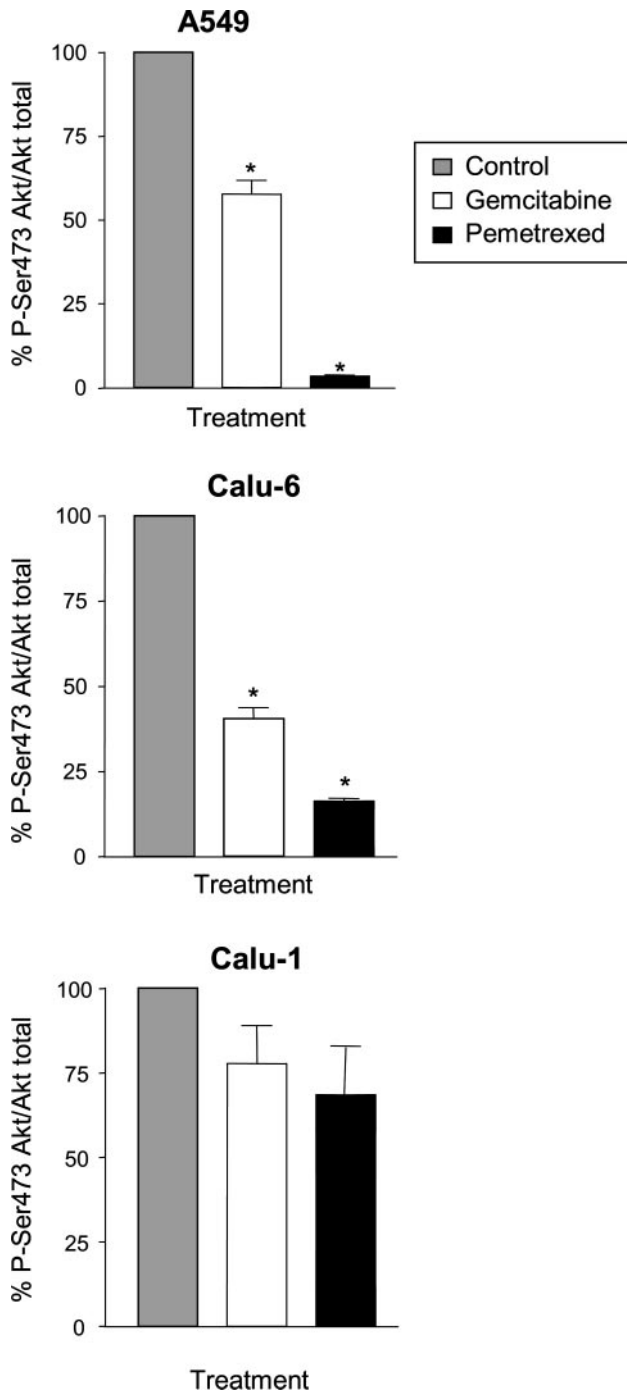 A549
% P-Ser473 Akt/Akt total
100
75
50
25
0
*
*
Treatment
Control
Gemcitabine
Pemetrexed
Calu-6
% P-Ser473 Akt/Akt total
100
75
50
25
0
*
*
Treatment
Calu-1
% P-Ser473 Akt/Akt total
100
75
50
25
0
Treatment